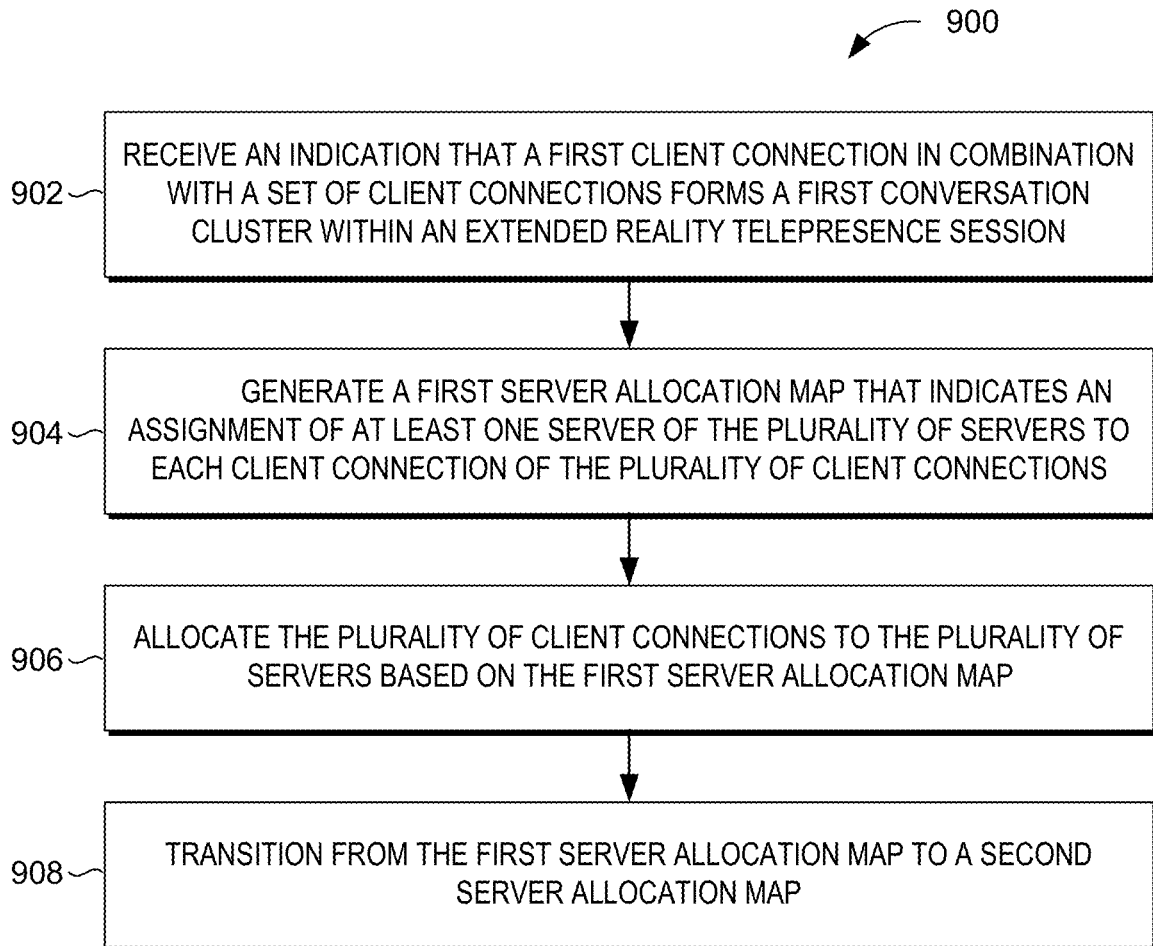 900
902
RECEIVE AN INDICATION THAT A FIRST CLIENT CONNECTION IN COMBINATION
WITH A SET OF CLIENT CONNECTIONS FORMS A FIRST CONVERSATION
CLUSTER WITHIN AN EXTENDED REALITY TELEPRESENCE SESSION
904
GENERATE A FIRST SERVER ALLOCATION MAP THAT INDICATES AN
ASSIGNMENT OF AT LEAST ONE SERVER OF THE PLURALITY OF SERVERS TO
EACH CLIENT CONNECTION OF THE PLURALITY OF CLIENT CONNECTIONS
906
ALLOCATE THE PLURALITY OF CLIENT CONNECTIONS TO THE PLURALITY OF
SERVERS BASED ON THE FIRST SERVER ALLOCATION MAP
908
TRANSITION FROM THE FIRST SERVER ALLOCATION MAP TO A SECOND
SERVER ALLOCATION MAP